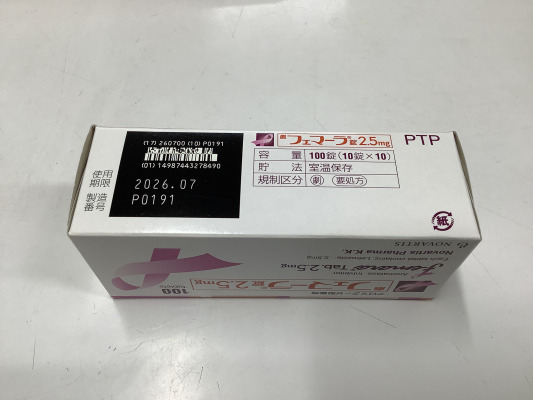 (17) 260700 (10) P0191
(01) 14987443278490
使用
期限
2026.07
製造
番号
P0191
劇 フェマーラ錠2.5mg
PTP
容 量 100錠(10錠×10)
貯 法 室温保存
規制区分 劇 要処方
紙
NOVARTIS
Novartis Pharma K.K.
Femara Tab. 2.5mg
Aromatase Inhibitor
フェマーラ錠2.5mg
100